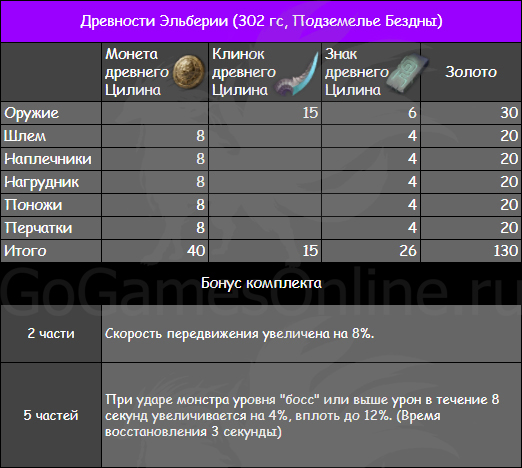 Древности Эльберии (302 гс, Подземелье Бездны)
Монета древнего Цилина Клинок древнего Цилина Знак древнего Цилина Золото
Оружие 15 6 30
Шлем 8 4 20
Наплечники 8 4 20
Нагрудник 8 4 20
Поножи 8 4 20
Перчатки 8 4 20
Итого 40 15 26 130
Бонус комплекта
GoGamesOnline.ru
2 части Скорость передвижения увеличена на 8%.
5 частей При ударе монстра уровня "босс" или выше урон в течение 8
секунд увеличивается на 4%, вплоть до 12%. (Время
восстановления 3 секунды)